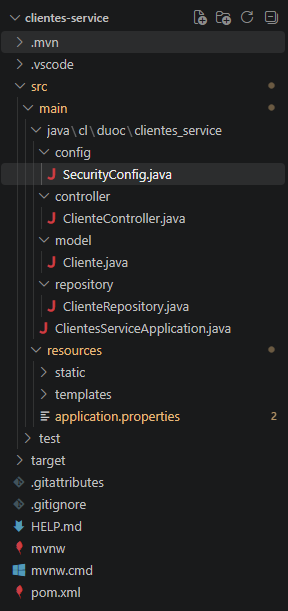 clientes-service
.mvn
.vscode
src
main
java\cl\duoc\clientes_service
config
SecurityConfig.java
controller
ClienteController.java
model
Cliente.java
repository
ClienteRepository.java
ClientesServiceApplication.java
resources
static
templates
application.properties 2
test
target
.gitattributes
.gitignore
HELP.md
mvnw
mvnw.cmd
pom.xml